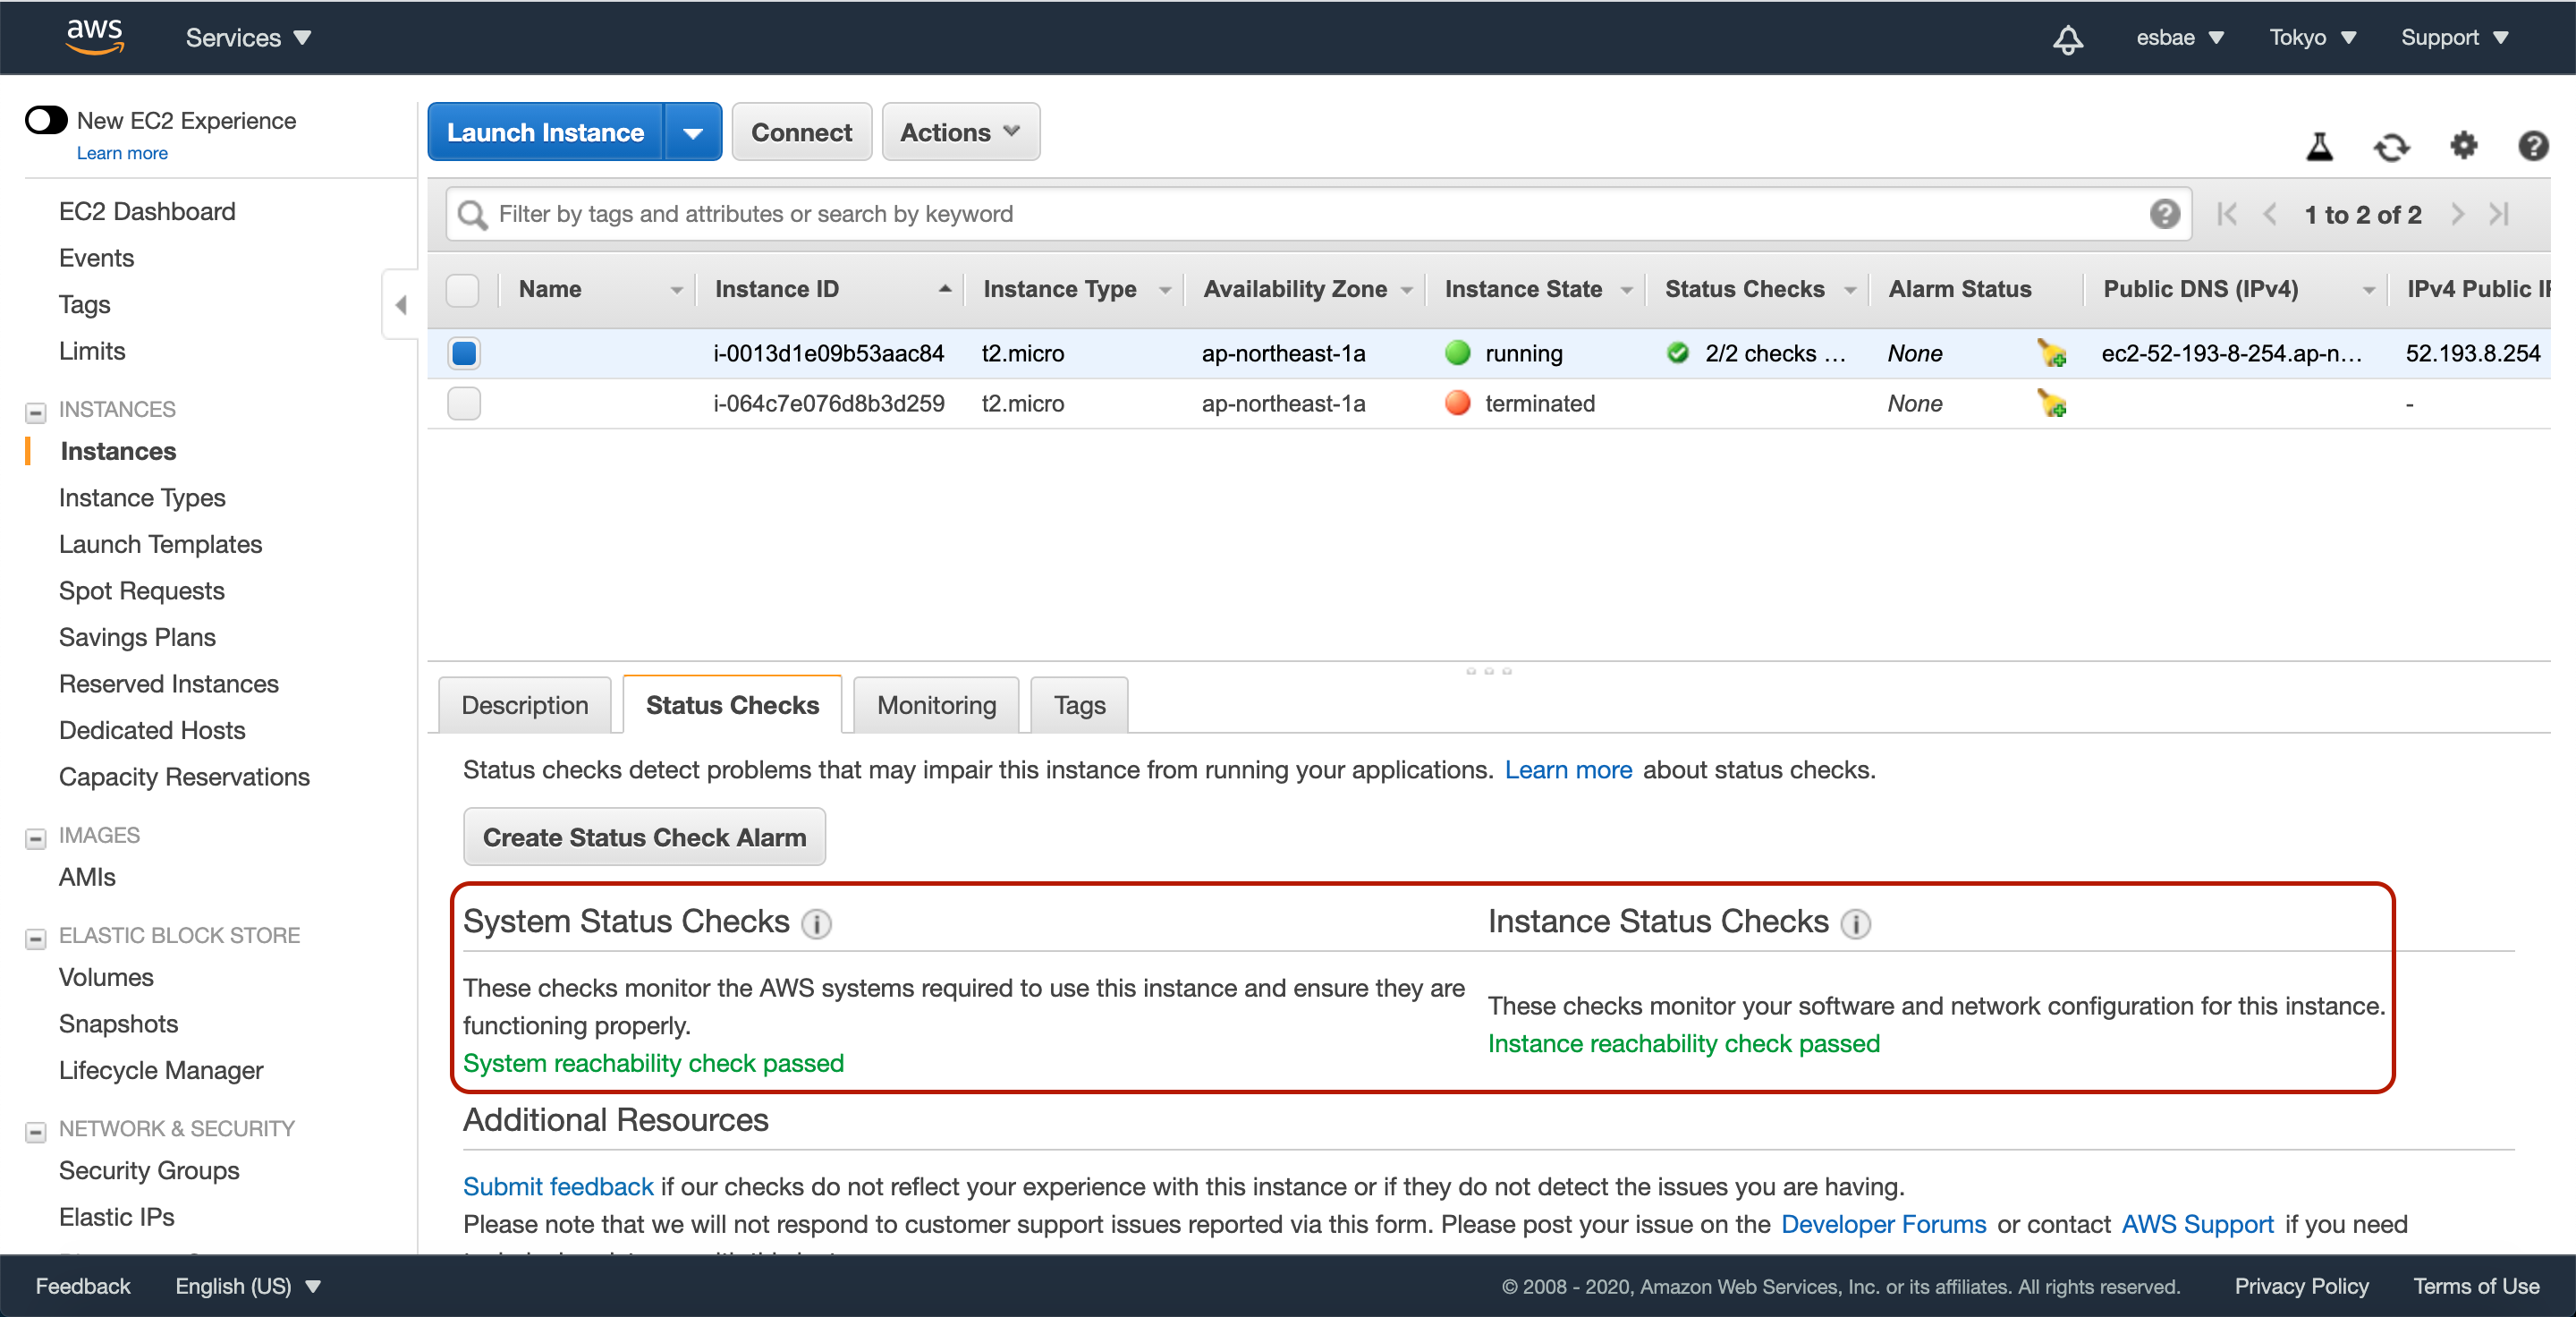 aws
Services
esbae
Tokyo
Support
New EC2 Experience
Learn more
EC2 Dashboard
Events
Tags
Limits
INSTANCES
Instances
Instance Types
Launch Templates
Spot Requests
Savings Plans
Reserved Instances
Dedicated Hosts
Capacity Reservations
IMAGES
AMIs
ELASTIC BLOCK STORE
Volumes
Snapshots
Lifecycle Manager
NETWORK & SECURITY
Security Groups
Elastic IPs
Launch Instance Connect Actions
Filter by tags and attributes or search by keyword
1 to 2 of 2
Name Instance ID Instance Type Availability Zone Instance State Status Checks Alarm Status Public DNS (IPv4) IPv4 Public
i-0013d1e09b53aac84 t2.micro ap-northeast-1a running 2/2 checks ... None ec2-52-193-8-254.ap-n... 52.193.8.254
i-064c7e076d8b3d259 t2.micro ap-northeast-1a terminated None -
Description Status Checks Monitoring Tags
Status checks detect problems that may impair this instance from running your applications. Learn more about status checks.
Create Status Check Alarm
System Status Checks
These checks monitor the AWS systems required to use this instance and ensure they are
functioning properly.
System reachability check passed
Instance Status Checks
These checks monitor your software and network configuration for this instance.
Instance reachability check passed
Additional Resources
Submit feedback if our checks do not reflect your experience with this instance or if they do not detect the issues you are having.
Please note that we will not respond to customer support issues reported via this form. Please post your issue on the Developer Forums or contact AWS Support if you need
Feedback
English (US)
© 2008 - 2020, Amazon Web Services, Inc. or its affiliates. All rights reserved.
Privacy Policy
Terms of Use